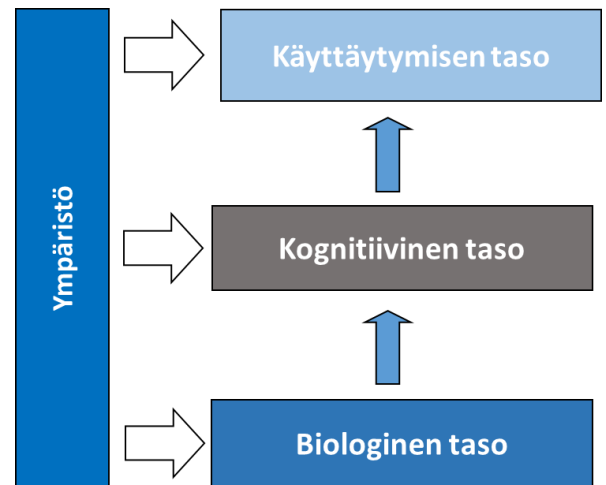 Ympäristö
Käyttäytymisen taso
Kognitiivinen taso
Biologinen taso